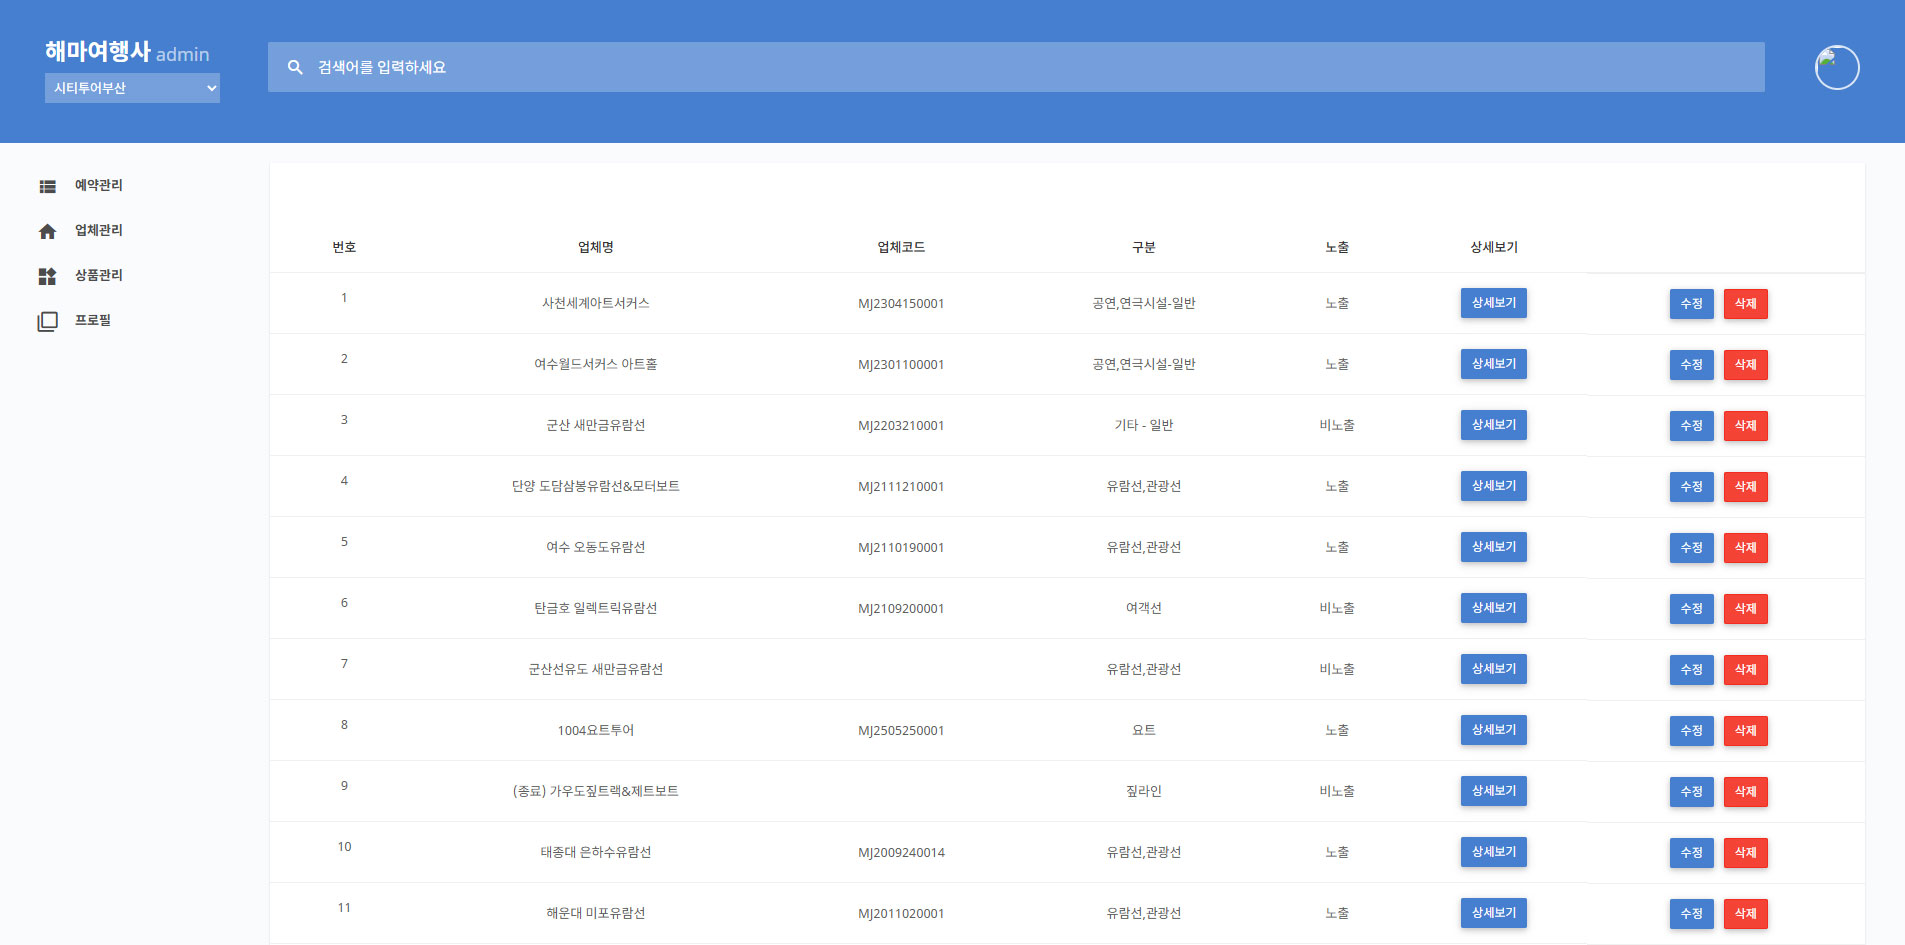 해마여행사 admin
시티투어부산
검색어를 입력하세요
예약관리
업체관리
상품관리
프로필
번호 업체명 업체코드 구분 노출 상세보기
1 사천세계아트서커스 MJ2304150001 공연,연극시설-일반 노출 상세보기 수정 삭제
2 여수월드서커스 아트홀 MJ2301100001 공연,연극시설-일반 노출 상세보기 수정 삭제
3 군산 새만금유람선 MJ2203210001 기타 - 일반 비노출 상세보기 수정 삭제
4 단양 도담삼봉유람선&모터보트 MJ2111210001 유람선,관광선 노출 상세보기 수정 삭제
5 여수 오동도유람선 MJ2110190001 유람선,관광선 노출 상세보기 수정 삭제
6 탄금호 일렉트릭유람선 MJ2109200001 여객선 비노출 상세보기 수정 삭제
7 군산선유도 새만금유람선 유람선,관광선 비노출 상세보기 수정 삭제
8 1004요트투어 MJ2505250001 요트 노출 상세보기 수정 삭제
9 (종료) 가우도짚트랙&제트보트 짚라인 비노출 상세보기 수정 삭제
10 태종대 은하수유람선 MJ2009240014 유람선,관광선 노출 상세보기 수정 삭제
11 해운대 미포유람선 MJ2011020001 유람선,관광선 노출 상세보기 수정 삭제